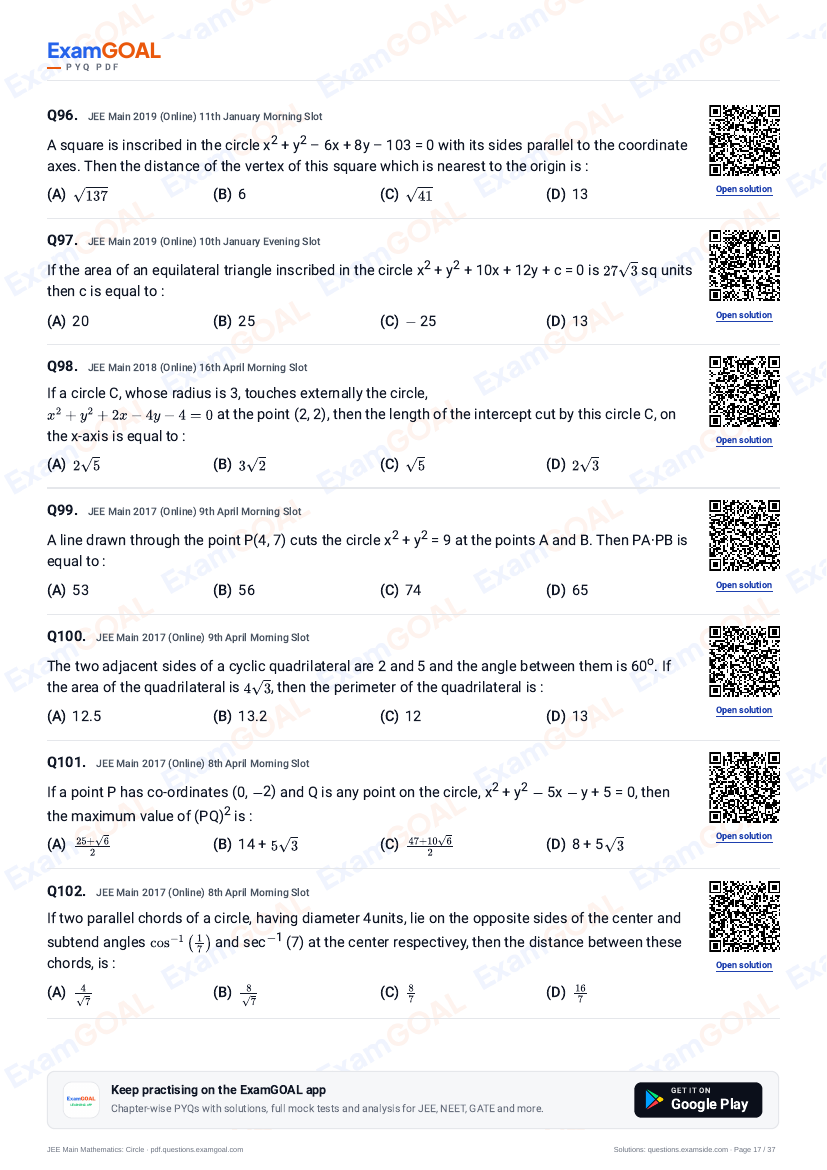 ExamGOAL
PYQ PDF
Q96. JEE Main 2019 (Online) 11th January Morning Slot
A square is inscribed in the circle x² + y² − 6x + 8y − 103 = 0 with its sides parallel to the coordinate
axes. Then the distance of the vertex of this square which is nearest to the origin is :
(A) √137 (B) 6 (C) √41 (D) 13
Open solution
Q97. JEE Main 2019 (Online) 10th January Evening Slot
If the area of an equilateral triangle inscribed in the circle x² + y² + 10x + 12y + c = 0 is 27√3 sq units
then c is equal to :
(A) 20 (B) 25 (C) − 25 (D) 13
Open solution
Q98. JEE Main 2018 (Online) 16th April Morning Slot
If a circle C, whose radius is 3, touches externally the circle,
x² + y² + 2x − 4y − 4 = 0 at the point (2, 2), then the length of the intercept cut by this circle C, on
the x-axis is equal to :
(A) 2√5 (B) 3√2 (C) √5 (D) 2√3
Open solution
Q99. JEE Main 2017 (Online) 9th April Morning Slot
A line drawn through the point P(4, 7) cuts the circle x² + y² = 9 at the points A and B. Then PA·PB is
equal to :
(A) 53 (B) 56 (C) 74 (D) 65
Open solution
Q100. JEE Main 2017 (Online) 9th April Morning Slot
The two adjacent sides of a cyclic quadrilateral are 2 and 5 and the angle between them is 60°. If
the area of the quadrilateral is 4√3, then the perimeter of the quadrilateral is :
(A) 12.5 (B) 13.2 (C) 12 (D) 13
Open solution
Q101. JEE Main 2017 (Online) 8th April Morning Slot
If a point P has co-ordinates (0, −2) and Q is any point on the circle, x² + y² − 5x − y + 5 = 0, then
the maximum value of (PQ)² is :
(A) (25+√6)/2 (B) 14 + 5√3 (C) (47+10√6)/2 (D) 8 + 5√3
Open solution
Q102. JEE Main 2017 (Online) 8th April Morning Slot
If two parallel chords of a circle, having diameter 4units, lie on the opposite sides of the center and
subtend angles cos⁻¹ (1/7) and sec⁻¹ (7) at the center respectivey, then the distance between these
chords, is :
(A) 4/√7 (B) 8/√7 (C) 8/7 (D) 16/7
Open solution
Keep practising on the ExamGOAL app
Chapter-wise PYQs with solutions, full mock tests and analysis for JEE, NEET, GATE and more.
GET IT ON
Google Play
JEE Main Mathematics: Circle · pdf.questions.examgoal.com
Solutions: questions.examside.com · Page 17 / 37